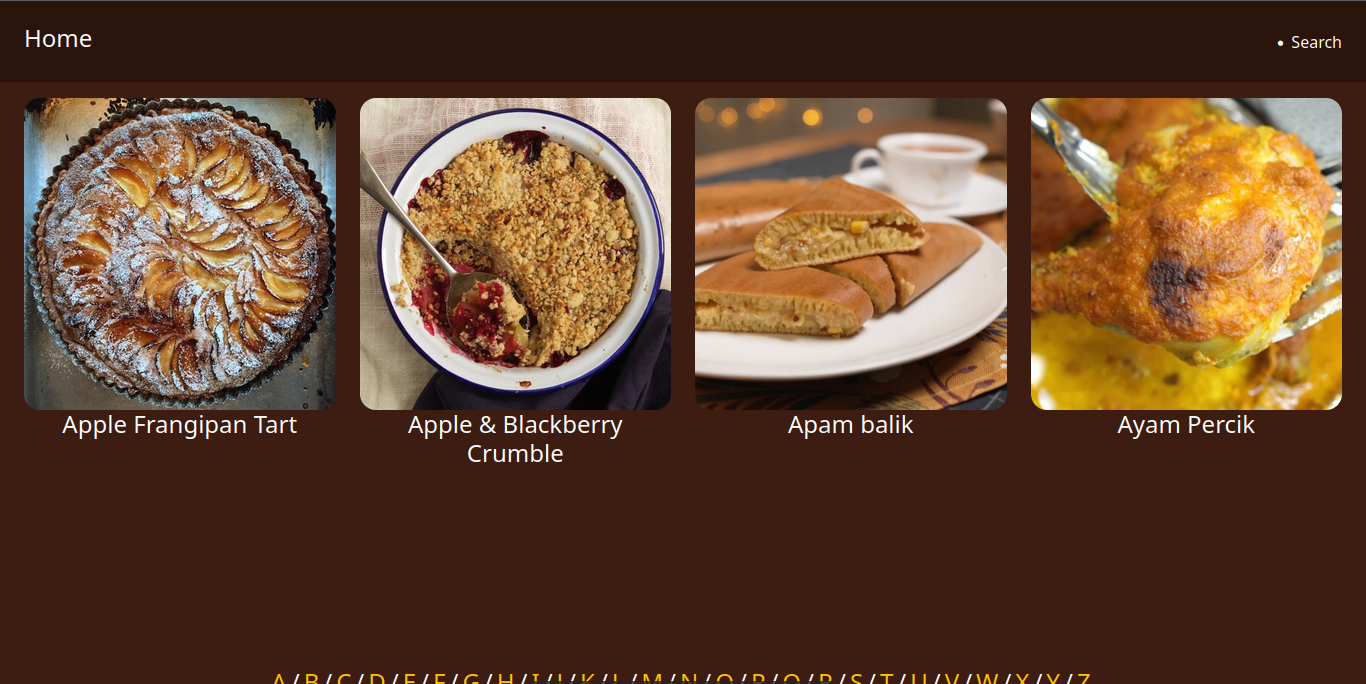 Home
• Search
Apple Frangipan Tart
Apple & Blackberry
Crumble
Apam balik
Ayam Percik
A / B / C / D / E / F / G / H / I / J / K / L / M / N / O / P / Q / R / S / T / U / V / W / X / Y / Z